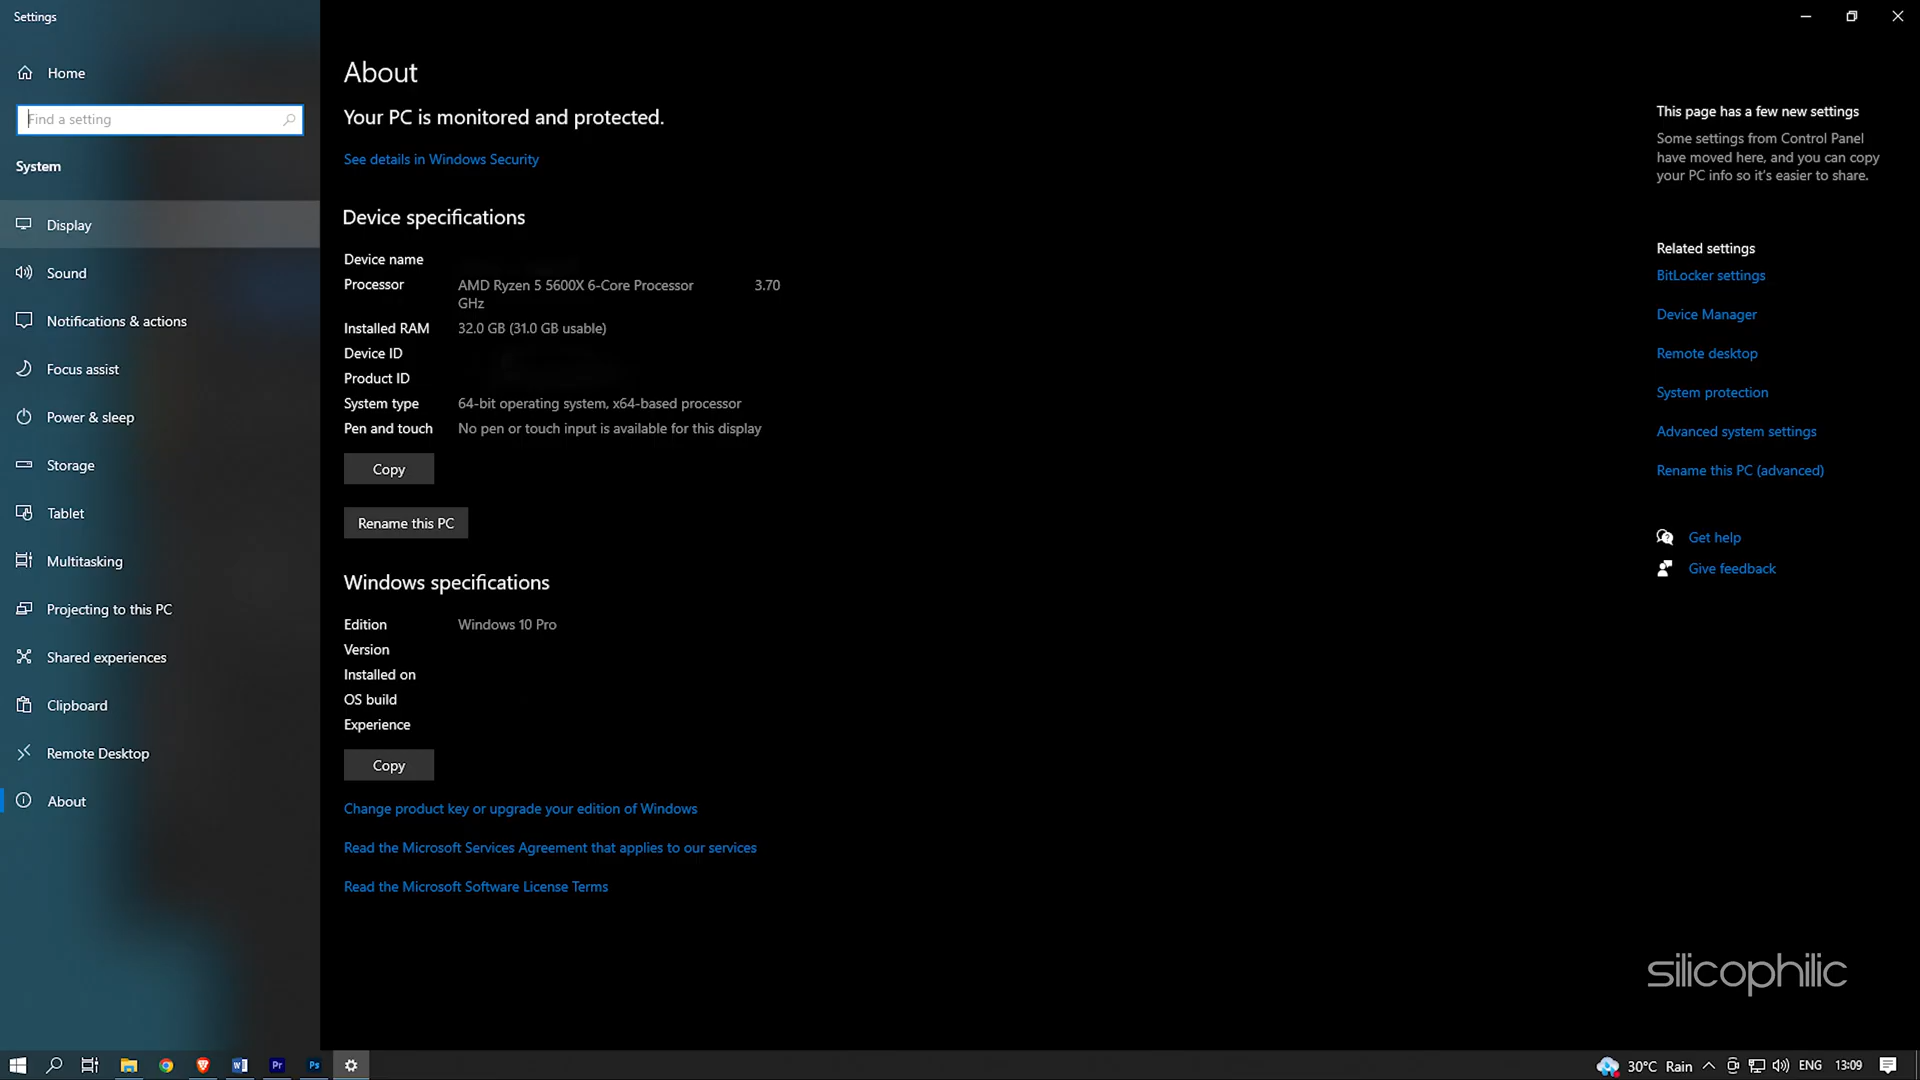 Settings
Home
Find a setting
System
Display
Sound
Notifications & actions
Focus assist
Power & sleep
Storage
Tablet
Multitasking
Projecting to this PC
Shared experiences
Clipboard
Remote Desktop
About
About
Your PC is monitored and protected.
See details in Windows Security
Device specifications
Device name
Processor AMD Ryzen 5 5600X 6-Core Processor 3.70
GHz
Installed RAM 32.0 GB (31.0 GB usable)
Device ID
Product ID
System type 64-bit operating system, x64-based processor
Pen and touch No pen or touch input is available for this display
Copy
Rename this PC
Windows specifications
Edition Windows 10 Pro
Version
Installed on
OS build
Experience
Copy
Change product key or upgrade your edition of Windows
Read the Microsoft Services Agreement that applies to our services
Read the Microsoft Software License Terms
This page has a few new settings
Some settings from Control Panel
have moved here, and you can copy
your PC info so it's easier to share.
Related settings
BitLocker settings
Device Manager
Remote desktop
System protection
Advanced system settings
Rename this PC (advanced)
Get help
Give feedback
silicophilic
W Pr Ps
30°C Rain ENG 13:09